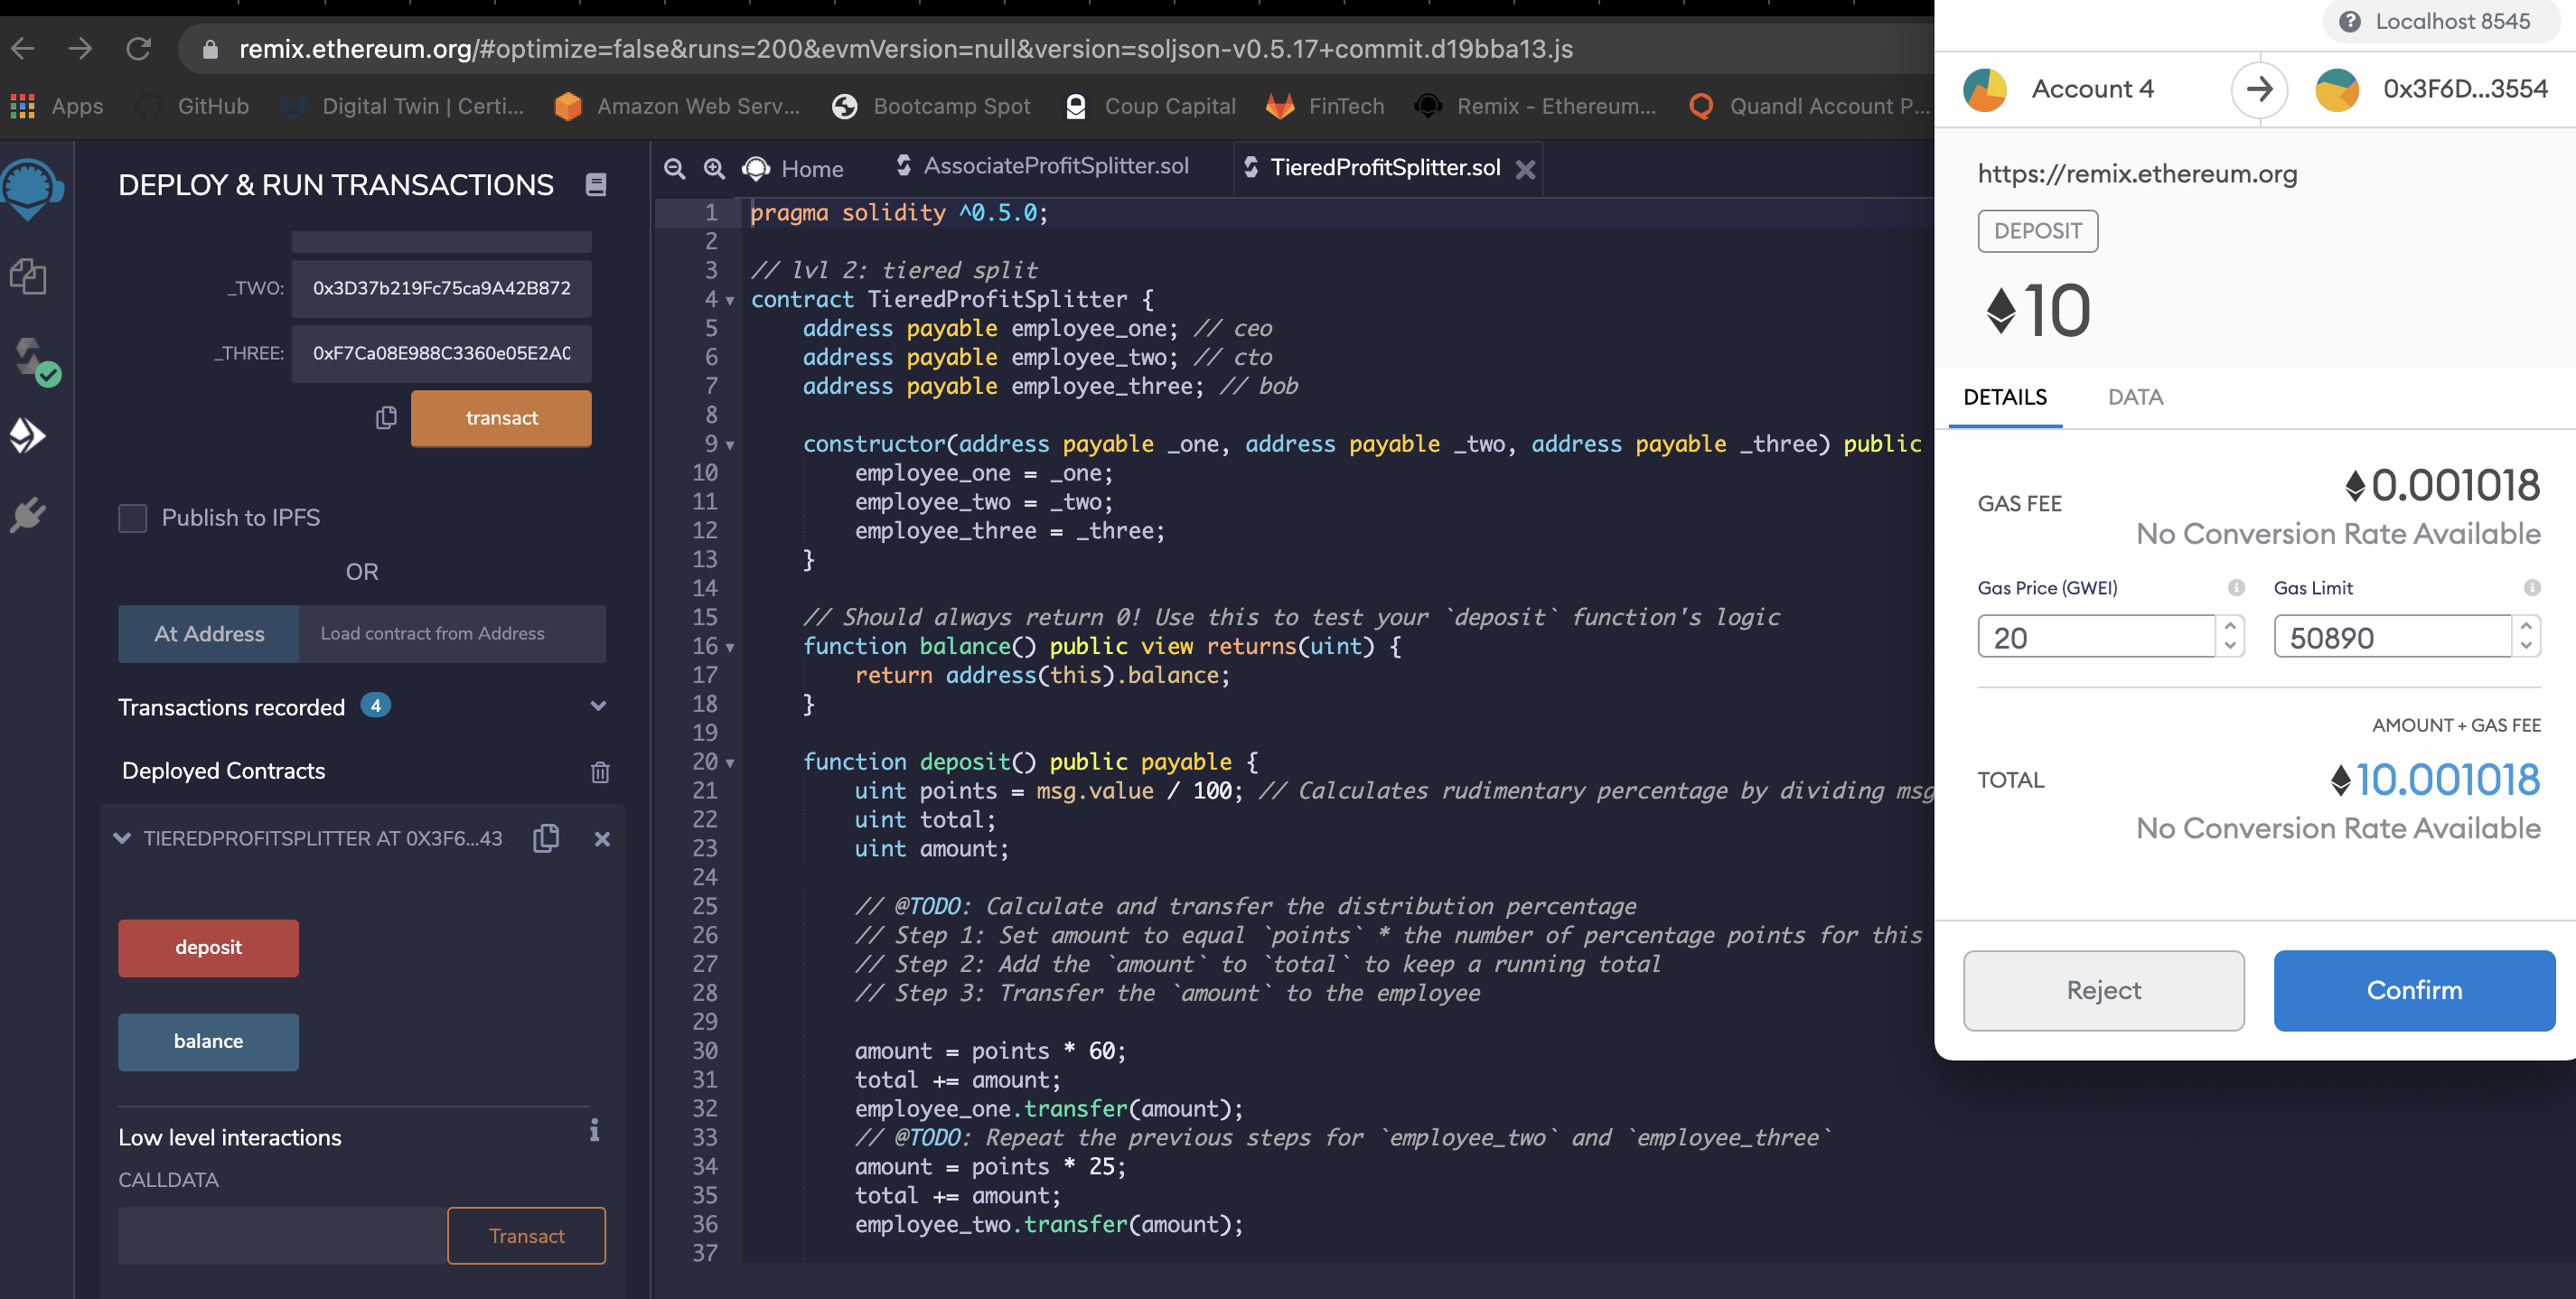 remix.ethereum.org/#optimize=false&runs=200&evmVersion=null&version=soljson-v0.5.17+commit.d19bba13.js
Apps
GitHub
Digital Twin | Certi...
Amazon Web Serv...
Bootcamp Spot
Coup Capital
FinTech
Remix - Ethereum...
Quandl Account P...
DEPLOY & RUN TRANSACTIONS
_TWO: 0x3D37b219Fc75ca9A42B872
_THREE: 0xF7Ca08E988C3360e05E2A0
transact
Publish to IPFS
OR
At Address
Load contract from Address
Transactions recorded 4
Deployed Contracts
TIEREDPROFITSPLITTER AT 0X3F6...43
deposit
balance
Low level interactions
i
CALLDATA
Transact
Home
AssociateProfitSplitter.sol
TieredProfitSplitter.sol
1 pragma solidity ^0.5.0;
2
3 // lvl 2: tiered split
4 contract TieredProfitSplitter {
5 address payable employee_one; // ceo
6 address payable employee_two; // cto
7 address payable employee_three; // bob
8
9 constructor(address payable _one, address payable _two, address payable _three) public
10 employee_one = _one;
11 employee_two = _two;
12 employee_three = _three;
13 }
14
15 // Should always return 0! Use this to test your `deposit` function's logic
16 function balance() public view returns(uint) {
17 return address(this).balance;
18 }
19
20 function deposit() public payable {
21 uint points = msg.value / 100; // Calculates rudimentary percentage by dividing msg
22 uint total;
23 uint amount;
24
25 // @TODO: Calculate and transfer the distribution percentage
26 // Step 1: Set amount to equal `points` * the number of percentage points for this
27 // Step 2: Add the `amount` to `total` to keep a running total
28 // Step 3: Transfer the `amount` to the employee
29
30 amount = points * 60;
31 total += amount;
32 employee_one.transfer(amount);
33 // @TODO: Repeat the previous steps for `employee_two` and `employee_three`
34 amount = points * 25;
35 total += amount;
36 employee_two.transfer(amount);
37
? Localhost 8545
Account 4
0x3F6D...3554
https://remix.ethereum.org
DEPOSIT
10
DETAILS
DATA
GAS FEE
0.001018
No Conversion Rate Available
Gas Price (GWEI)
Gas Limit
20
50890
AMOUNT + GAS FEE
TOTAL
10.001018
No Conversion Rate Available
Reject
Confirm